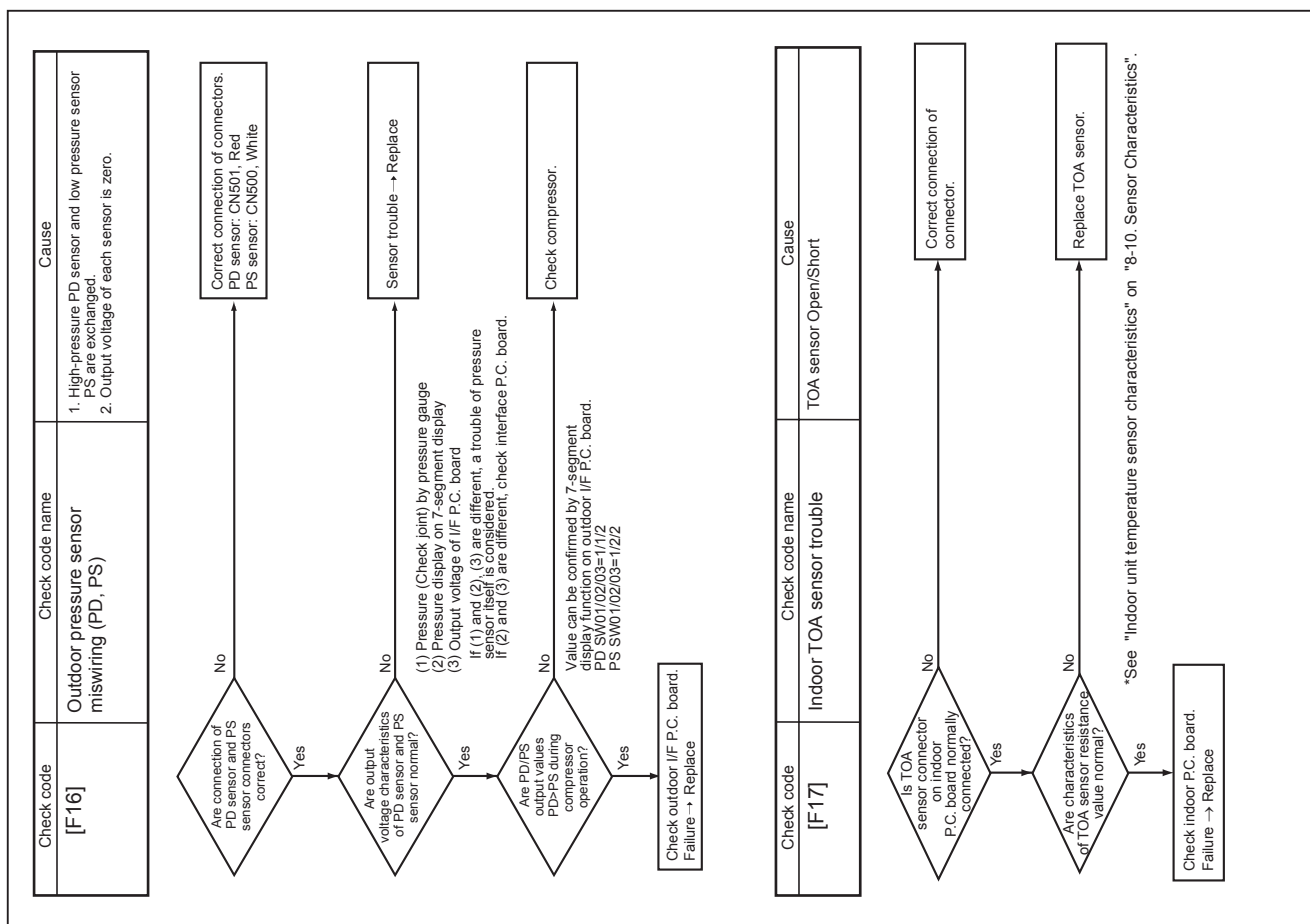 Check code
Check code name
Cause
[F16]
Outdoor pressure sensor
miswiring (PD, PS)
1. High-pressure PD sensor and low pressure sensor
PS are exchanged.
2. Output voltage of each sensor is zero.
Are connection of
PD sensor and PS
sensor connectors
correct?
No
Correct connection of connectors.
PD sensor: CN501, Red
PS sensor: CN500, White
Yes
Are output
voltage characteristics
of PD sensor and PS
sensor normal?
No
Sensor trouble → Replace
(1) Pressure (Check joint) by pressure gauge
(2) Pressure display on 7-segment display
(3) Output voltage of I/F P.C. board
If (1) and (2), (3) are different, a trouble of pressure
sensor itself is considered.
If (2) and (3) are different, check interface P.C. board.
Yes
Are PD/PS
output values
PD>PS during
compressor
operation?
No
Check compressor.
Value can be confirmed by 7-segment
display function on outdoor I/F P.C. board.
PD SW01/02/03=1/1/2
PS SW01/02/03=1/2/2
Yes
Check outdoor I/F P.C. board.
Failure → Replace
Check code
Check code name
Cause
[F17]
Indoor TOA sensor trouble
TOA sensor Open/Short
Is TOA
sensor connector
on indoor
P.C. board normally
connected?
No
Correct connection of
connector.
Yes
Are characteristics
of TOA sensor resistance
value normal?
No
Replace TOA sensor.
Yes
*See "Indoor unit temperature sensor characteristics" on "8-10. Sensor Characteristics".
Check indoor P.C. board.
Failure → Replace